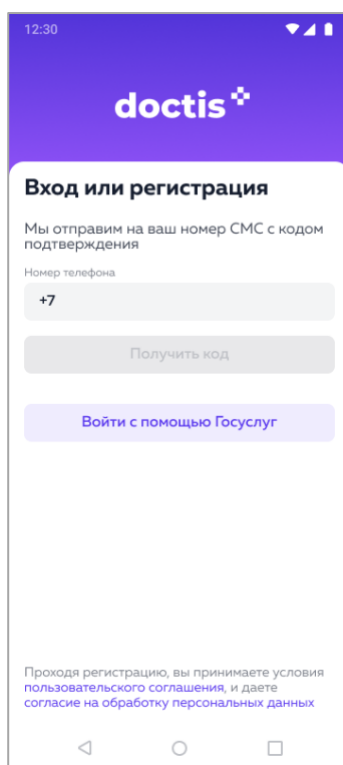 12:30
doctis
Вход или регистрация
Мы отправим на ваш номер СМС с кодом
подтверждения
Номер телефона
+7
Получить код
Войти с помощью Госуслуг
Проходя регистрацию, вы принимаете условия
пользовательского соглашения, и даете
согласие на обработку персональных данных